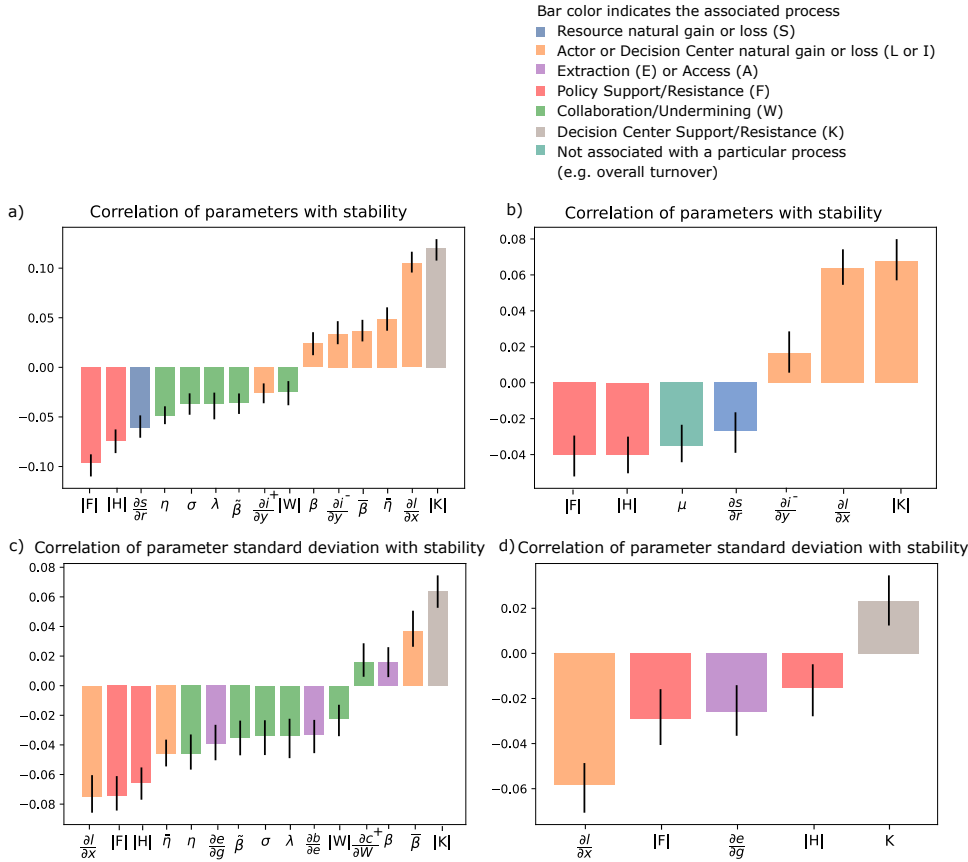 Bar color indicates the associated process
Resource natural gain or loss (S)
Actor or Decision Center natural gain or loss (L or I)
Extraction (E) or Access (A)
Policy Support/Resistance (F)
Collaboration/Undermining (W)
Decision Center Support/Resistance (K)
Not associated with a particular process
(e.g. overall turnover)
a)
Correlation of parameters with stability
0.10
0.05
0.00
−0.05
−0.10
|F| |H| ∂s/∂r η σ λ β̃ ∂i⁺/∂y |W| β ∂i⁻/∂y β̅ η̅ ∂l/∂x |K|
b)
Correlation of parameters with stability
0.08
0.06
0.04
0.02
0.00
−0.02
−0.04
|F| |H| μ ∂s/∂r ∂i⁻/∂y ∂l/∂x |K|
c) Correlation of parameter standard deviation with stability
0.08
0.06
0.04
0.02
0.00
−0.02
−0.04
−0.06
−0.08
∂l/∂x |F| |H| η̅ η ∂e/∂g β̃ σ λ ∂b/∂e |W| ∂c⁺/∂W β β̅ |K|
d) Correlation of parameter standard deviation with stability
0.02
0.00
−0.02
−0.04
−0.06
∂l/∂x |F| ∂e/∂g |H| K